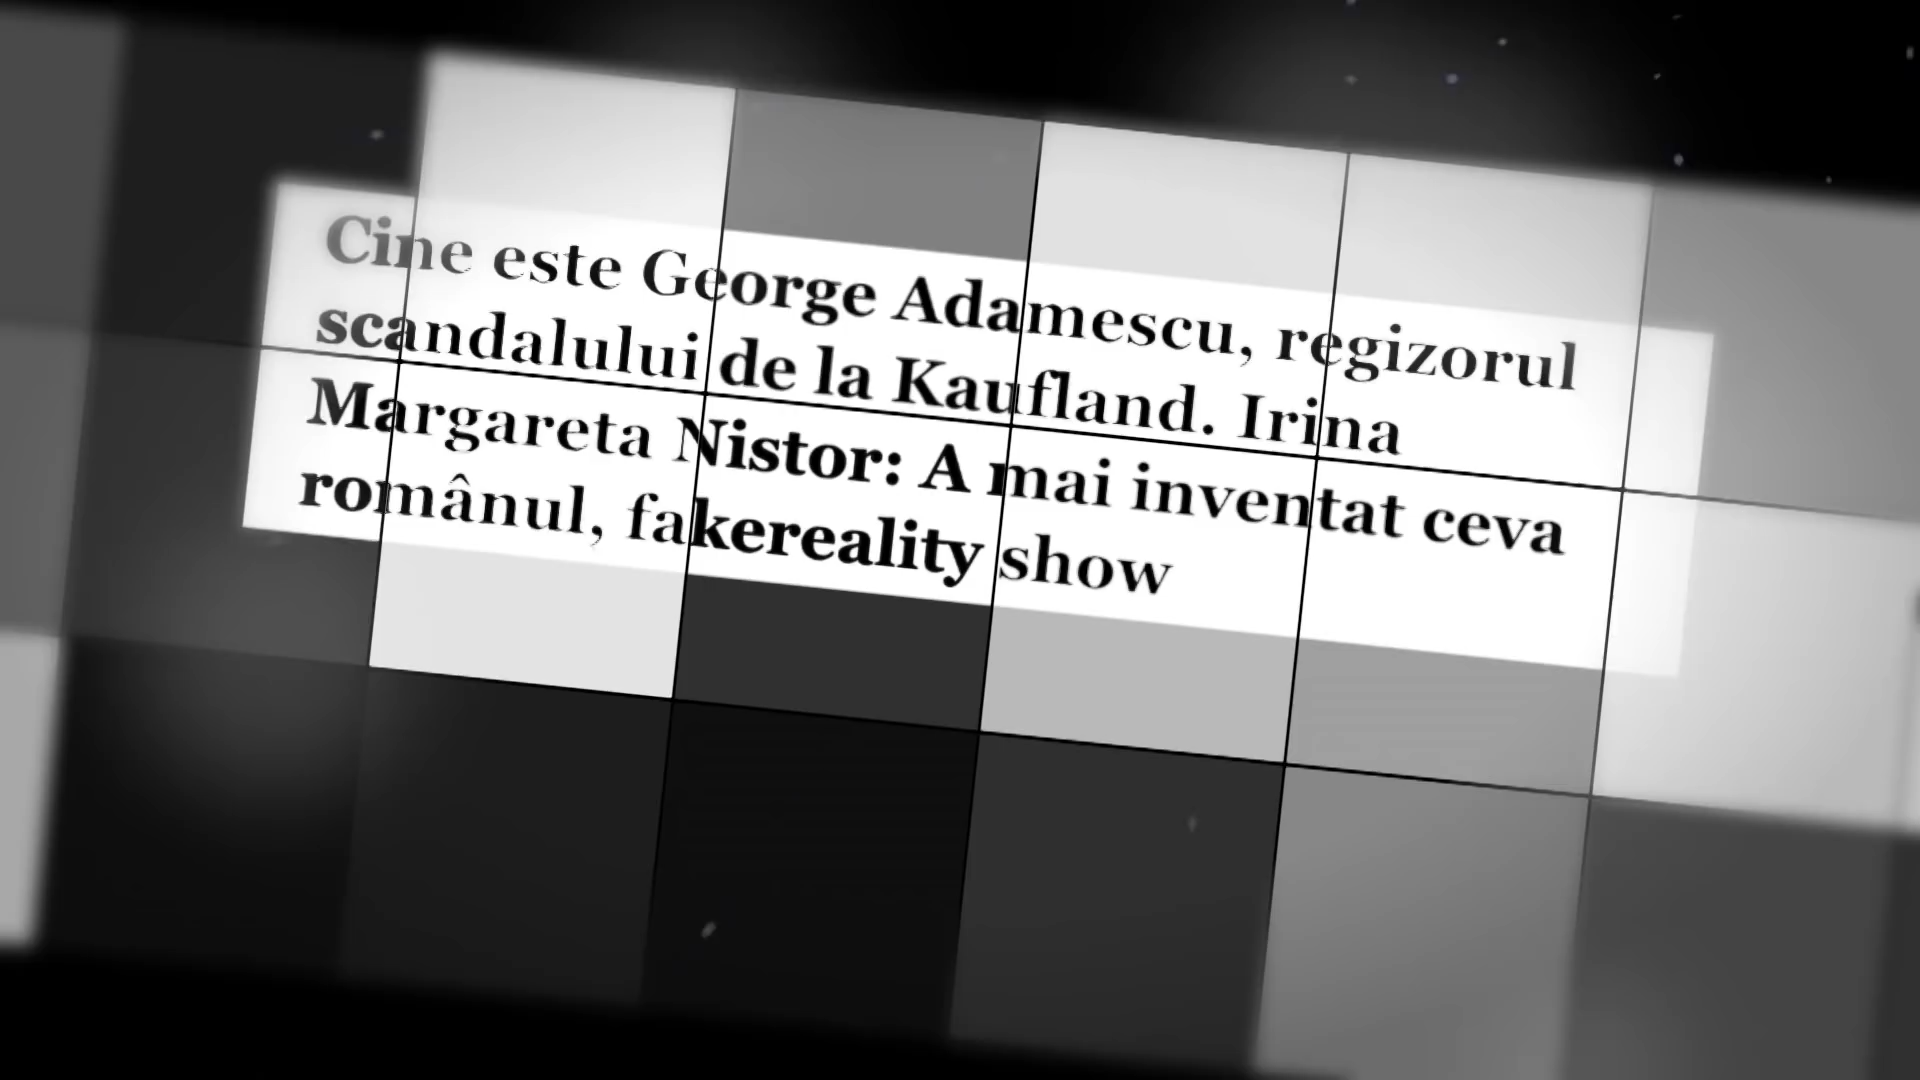 Cine este George Adamescu, regizorul
scandalului de la Kaufland. Irina
Margareta Nistor: A mai inventat ceva
românul, fakereality show